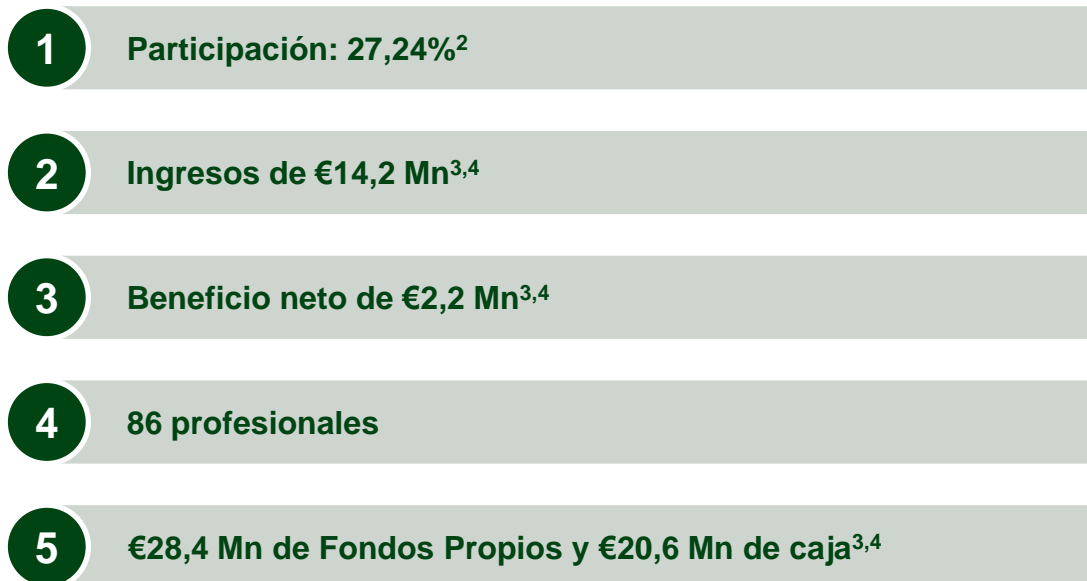 1 Participación: 27,24%²
2 Ingresos de €14,2 Mn³,⁴
3 Beneficio neto de €2,2 Mn³,⁴
4 86 profesionales
5 €28,4 Mn de Fondos Propios y €20,6 Mn de caja³,⁴